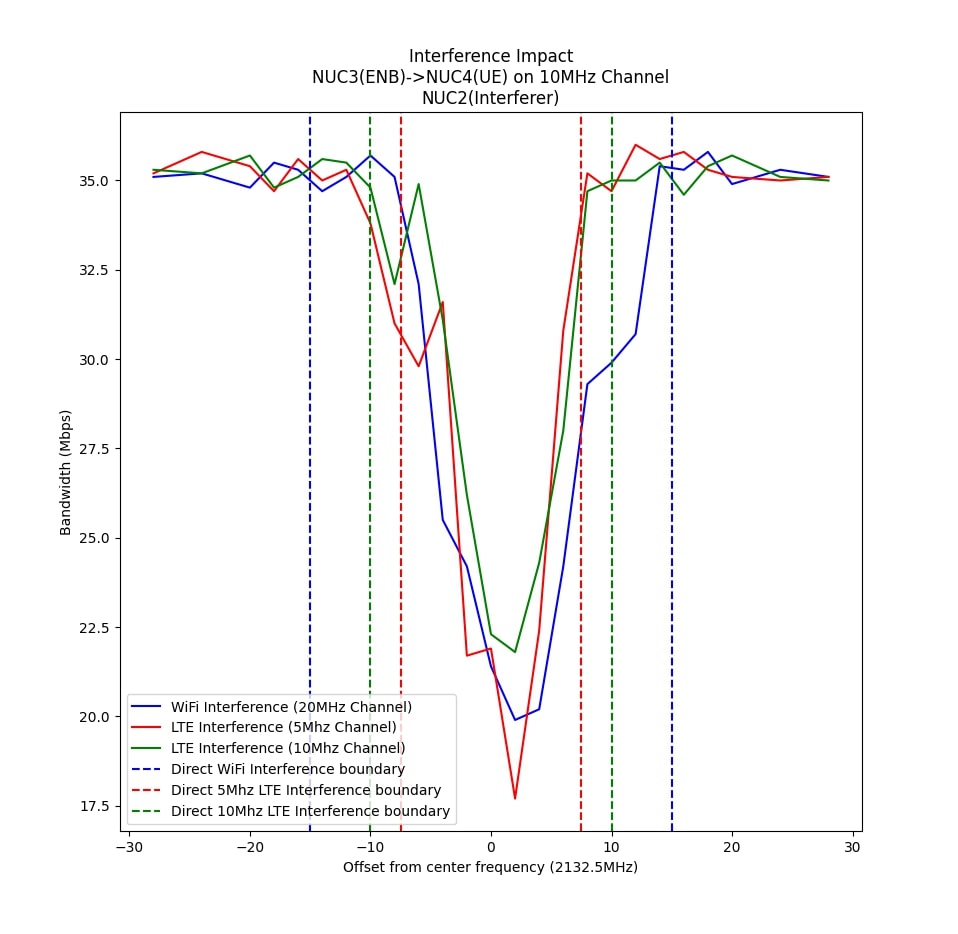 Interference Impact
NUC3(ENB)->NUC4(UE) on 10MHz Channel
NUC2(Interferer)
35.0
32.5
30.0
27.5
25.0
22.5
20.0
17.5
Bandwidth (Mbps)
WiFi Interference (20MHz Channel)
LTE Interference (5Mhz Channel)
LTE Interference (10Mhz Channel)
Direct WiFi Interference boundary
Direct 5Mhz LTE Interference boundary
Direct 10Mhz LTE Interference boundary
−30 −20 −10 0 10 20 30
Offset from center frequency (2132.5MHz)